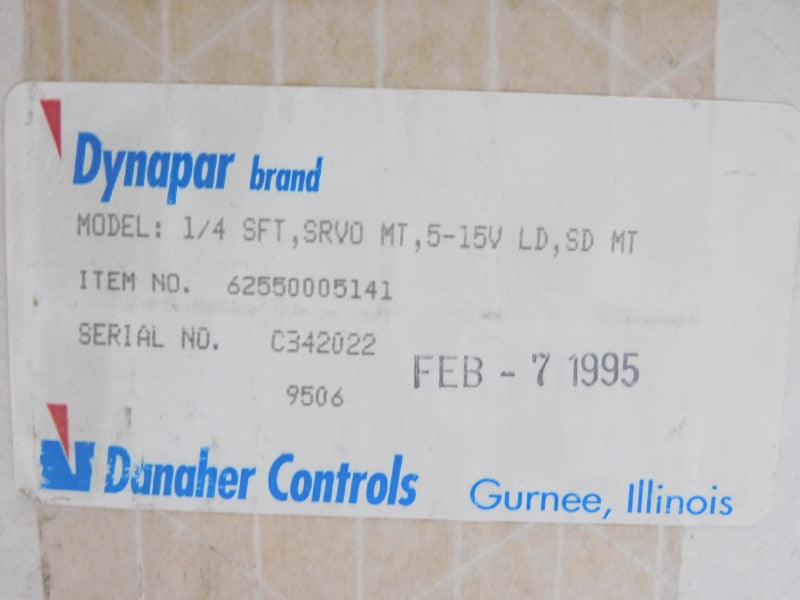 Dynapar brand
MODEL: 1/4 SFT,SRVO MT,5-15V LD,SD MT
ITEM NO. 62550005141
SERIAL NO. C342022
FEB - 7 1995
9506
Danaher Controls Gurnee, Illinois